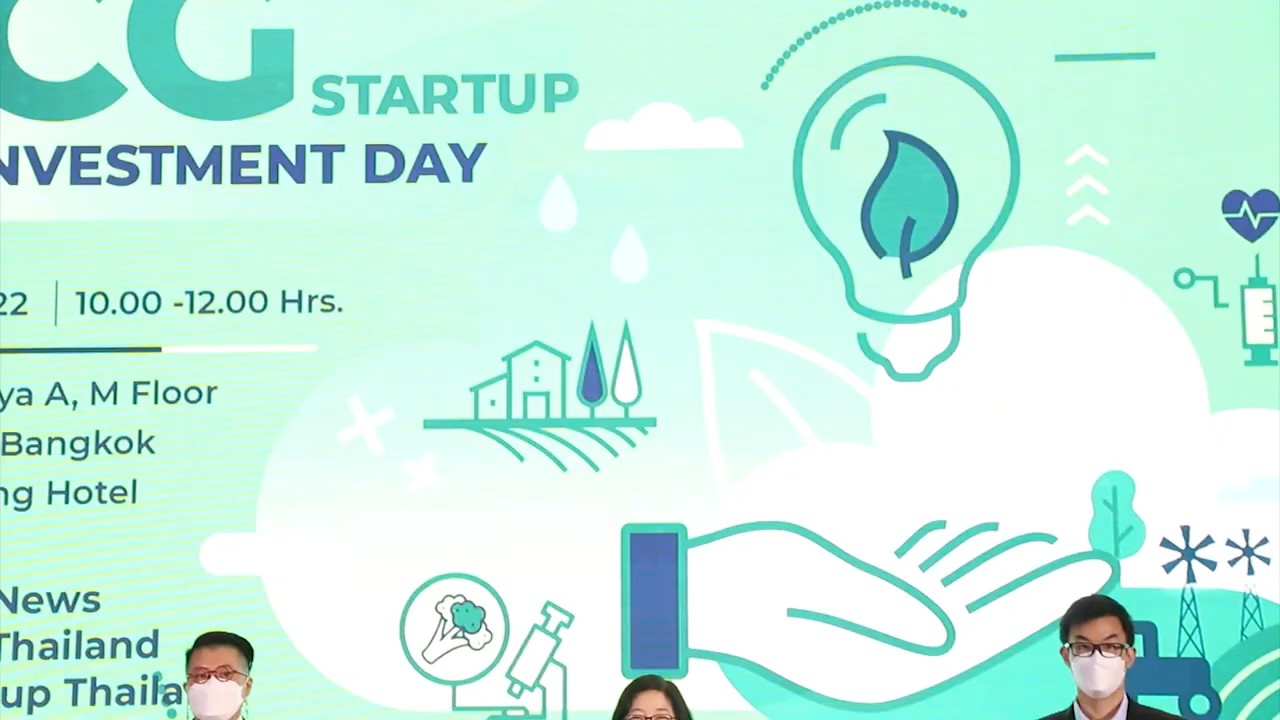 CG STARTUP
NVESTMENT DAY
22 | 10.00 -12.00 Hrs.
ya A, M Floor
Bangkok
ng Hotel
News
Thailand
up Thaila